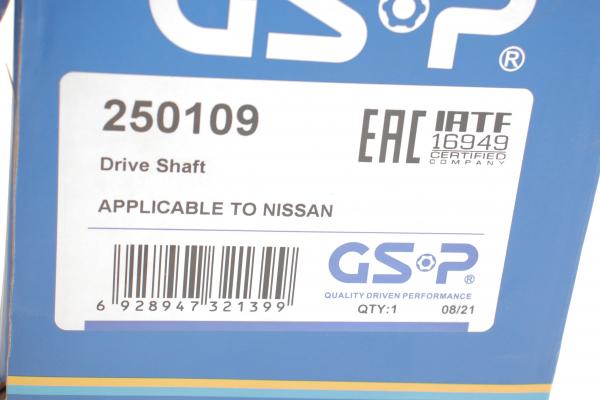 GSP®
250109
EAC IATF
16949
CERTIFIED
COMPANY
Drive Shaft
APPLICABLE TO NISSAN
6 928947 321399
GSP®
QUALITY DRIVEN PERFORMANCE
QTY:1 08/21